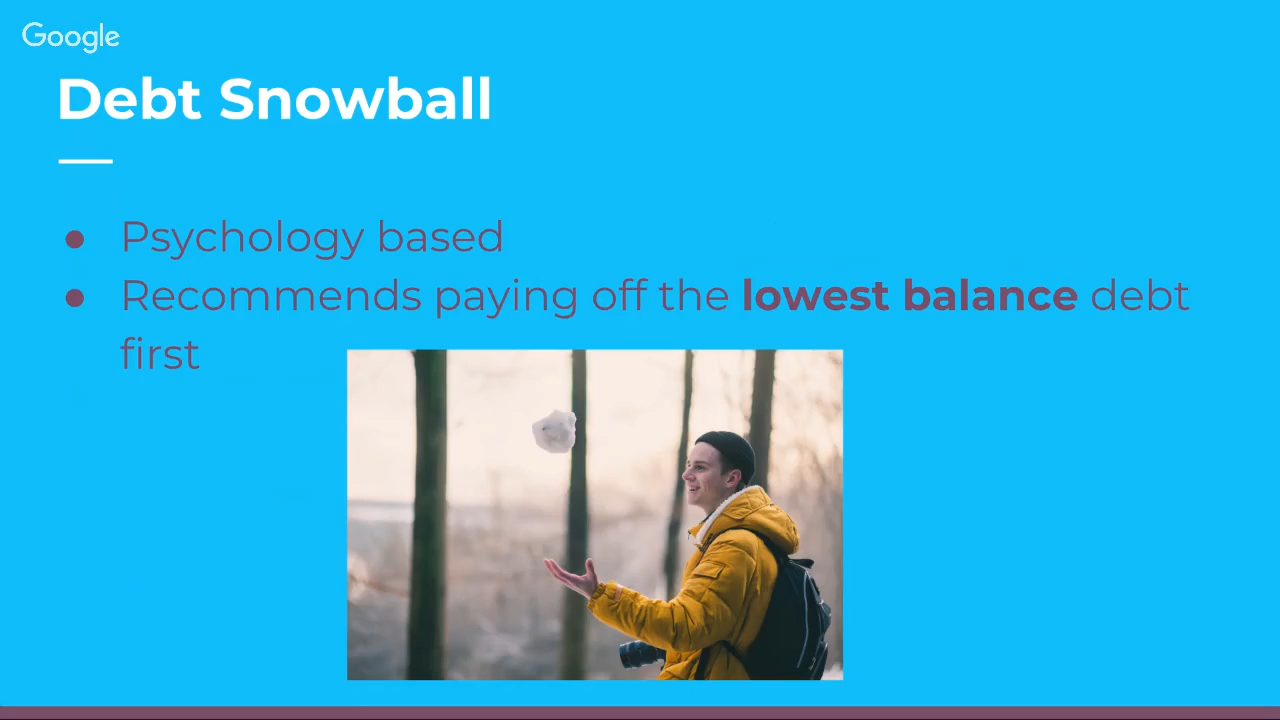 Google
Debt Snowball
● Psychology based
● Recommends paying off the lowest balance debt
first